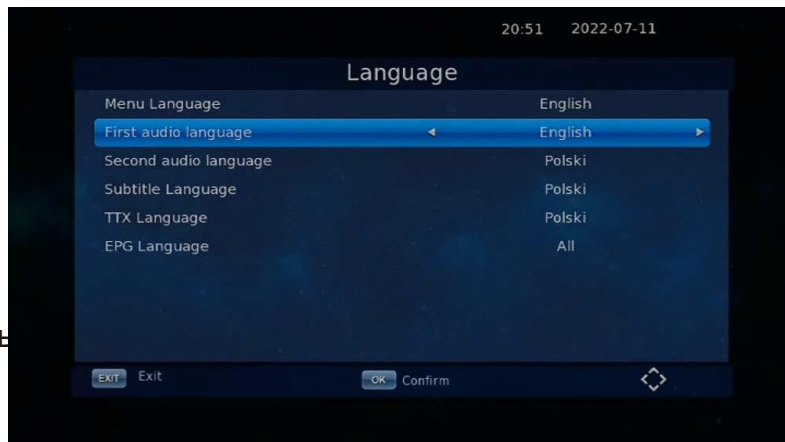 20:51 2022-07-11
Language
Menu Language English
First audio language English
Second audio language Polski
Subtitle Language Polski
TTX Language Polski
EPG Language All
EXIT Exit OK Confirm